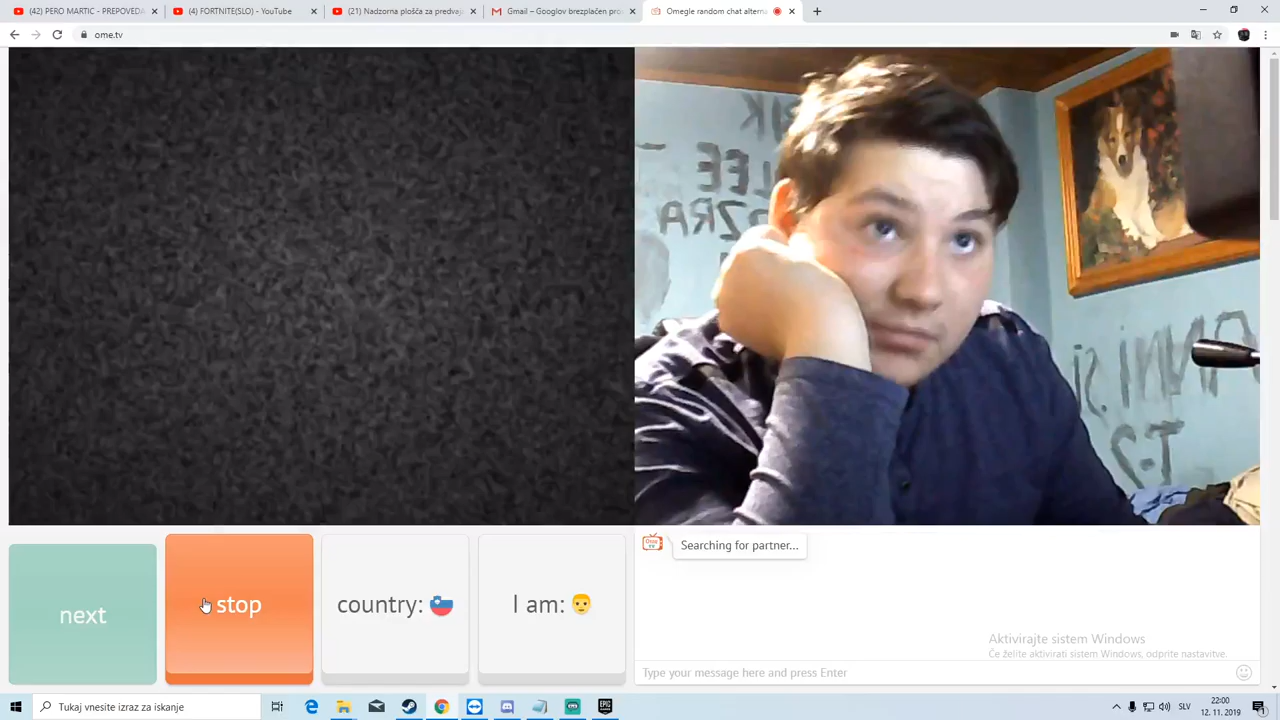 (42) PERO MARTIC - PREPOVEDA
(4) FORTNITE(SLO) - YouTube
(21) Nadzorna plošča za predvaj
Gmail – Googlov brezplačen pro
Omegle random chat alterna
ome.tv
next
stop
country:
I am:
Searching for partner...
Aktivirajte sistem Windows
Če želite aktivirati sistem Windows, odprite nastavitve.
Type your message here and press Enter
Tukaj vnesite izraz za iskanje
SLV
22:00
12. 11. 2019